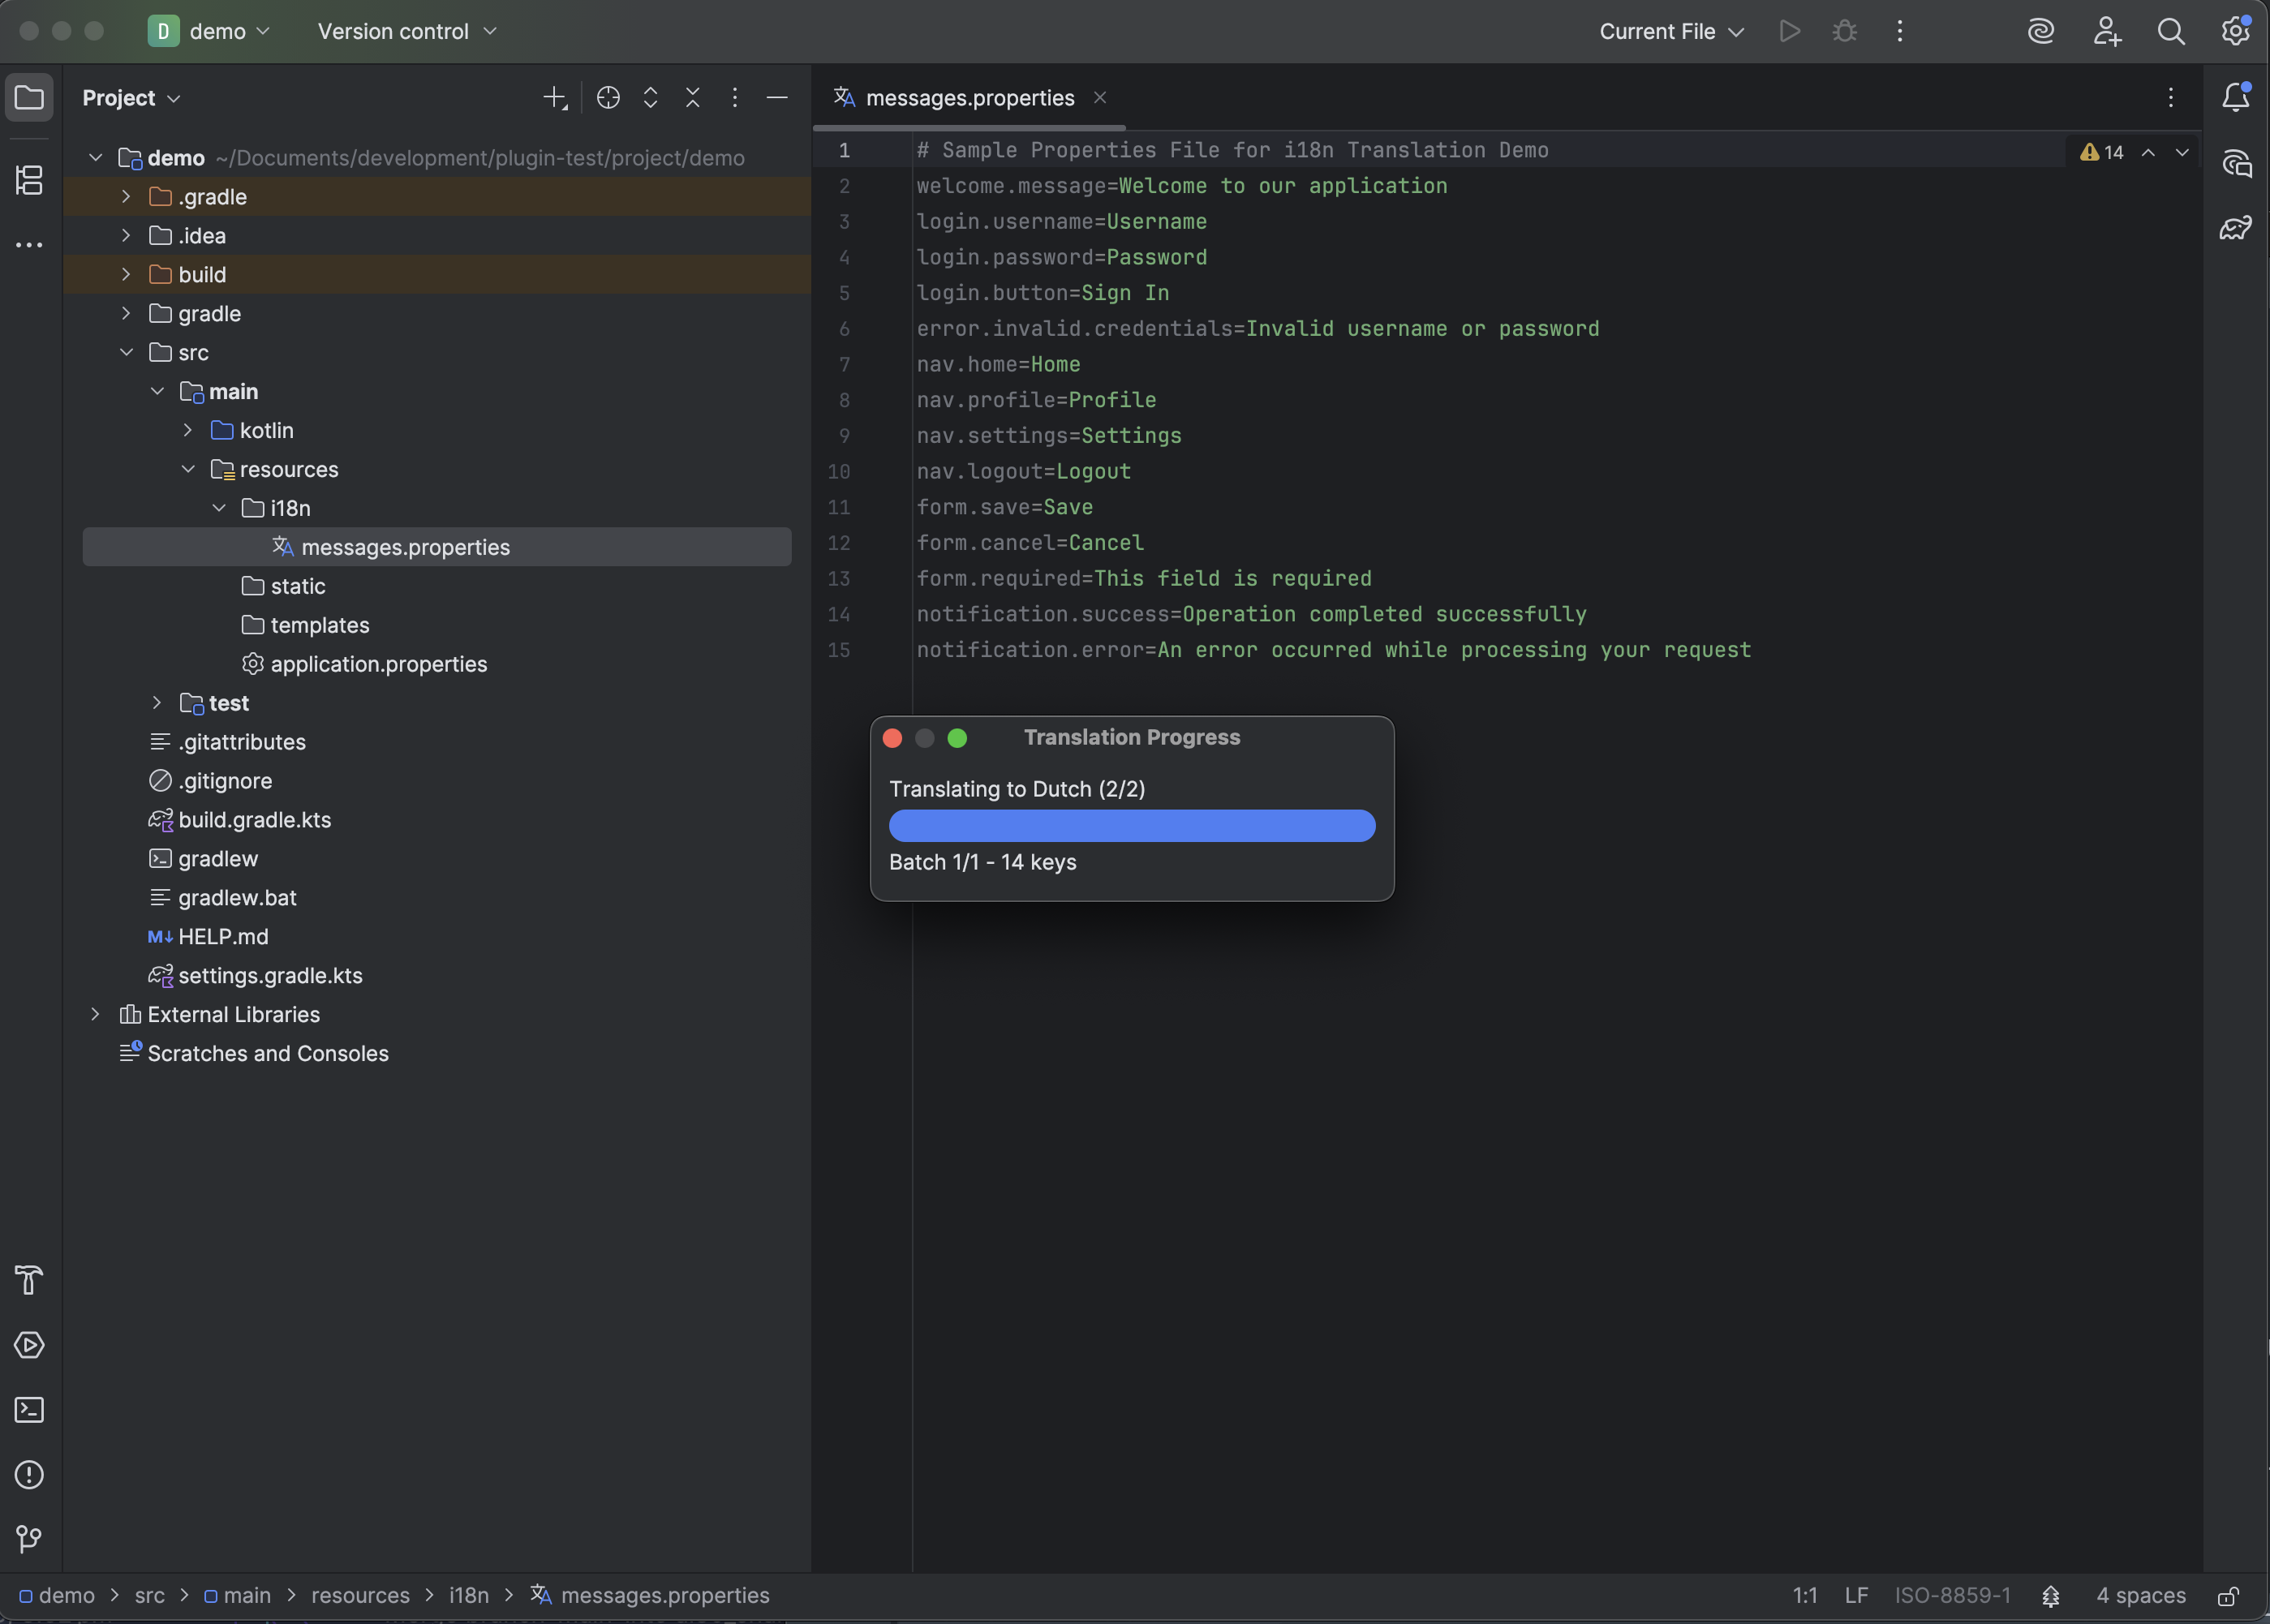 D demo Version control Current File
Project
demo ~/Documents/development/plugin-test/project/demo
.gradle
.idea
build
gradle
src
main
kotlin
resources
i18n
messages.properties
static
templates
application.properties
test
.gitattributes
.gitignore
build.gradle.kts
gradlew
gradlew.bat
M↓ HELP.md
settings.gradle.kts
External Libraries
Scratches and Consoles
messages.properties
14
1 # Sample Properties File for i18n Translation Demo
2 welcome.message=Welcome to our application
3 login.username=Username
4 login.password=Password
5 login.button=Sign In
6 error.invalid.credentials=Invalid username or password
7 nav.home=Home
8 nav.profile=Profile
9 nav.settings=Settings
10 nav.logout=Logout
11 form.save=Save
12 form.cancel=Cancel
13 form.required=This field is required
14 notification.success=Operation completed successfully
15 notification.error=An error occurred while processing your request
Translation Progress
Translating to Dutch (2/2)
Batch 1/1 - 14 keys
demo > src > main > resources > i18n > messages.properties 1:1 LF ISO-8859-1 4 spaces